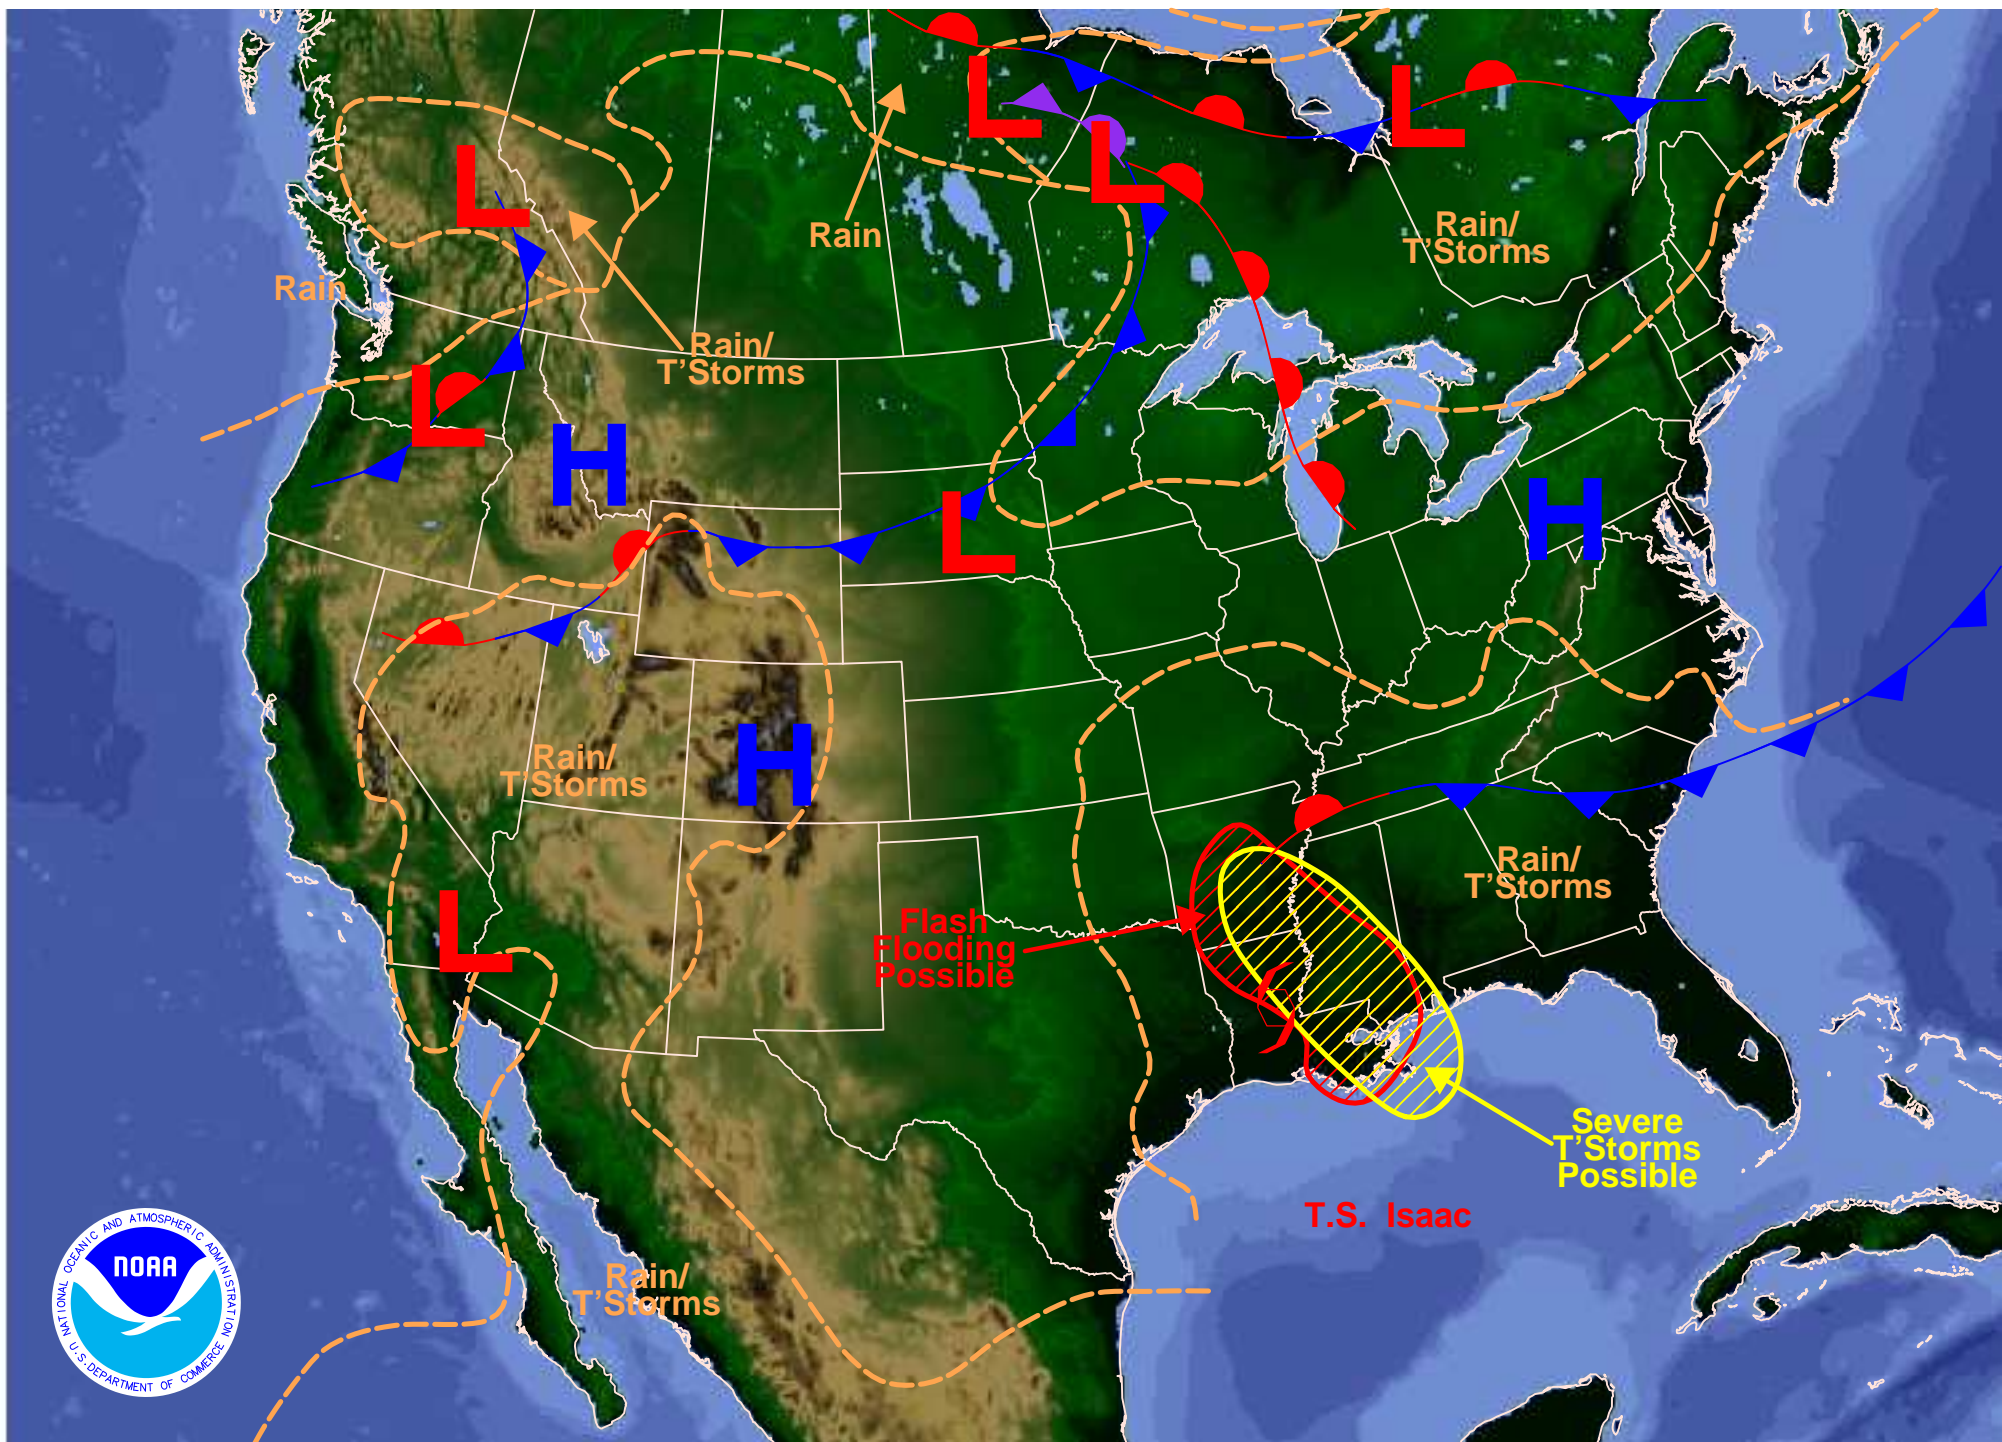 L
L
L
L
Rain/
T'Storms
Rain
Rain
Rain/
T'Storms
L
H
H
L
Rain/
T'Storms
H
Rain/
T'Storms
L
Flash
Flooding
Possible
Severe
T'Storms
Possible
T.S. Isaac
Rain/
T'Storms
NATIONAL OCEANIC AND ATMOSPHERIC ADMINISTRATION
NOAA
U.S. DEPARTMENT OF COMMERCE